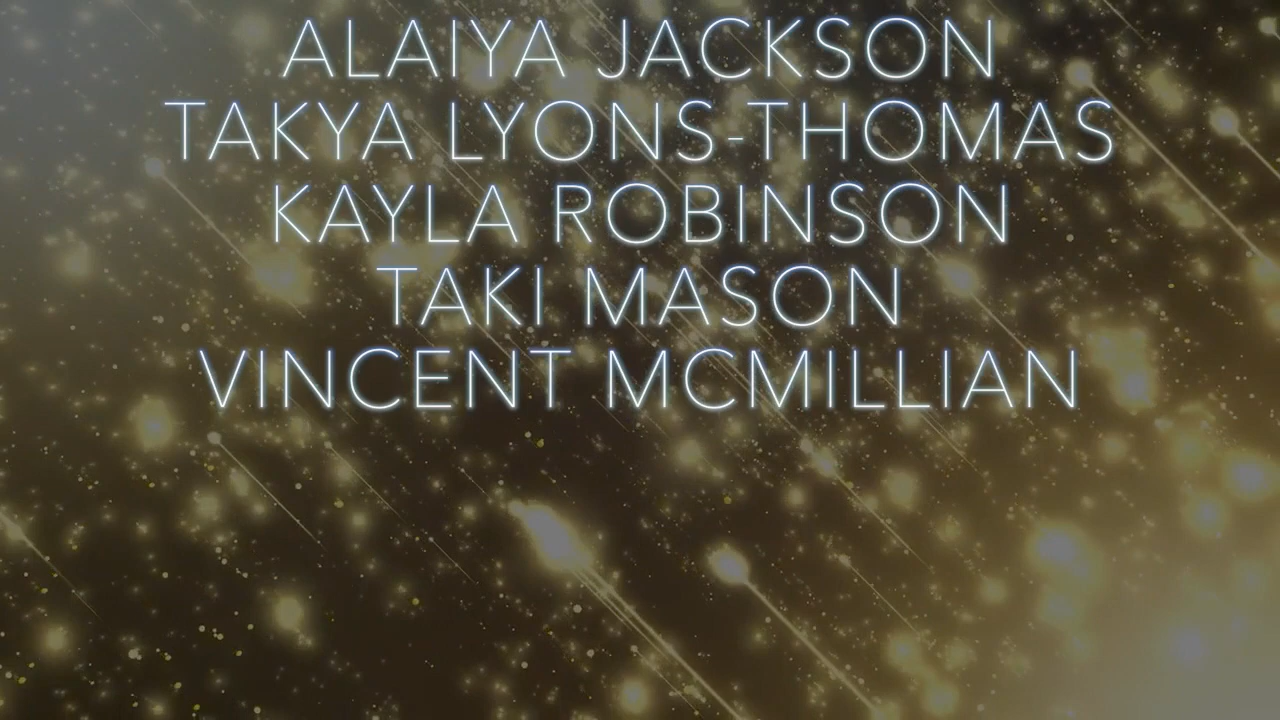 ALAIYA JACKSON
TAKYA LYONS-THOMAS
KAYLA ROBINSON
TAKI MASON
VINCENT MCMILLIAN